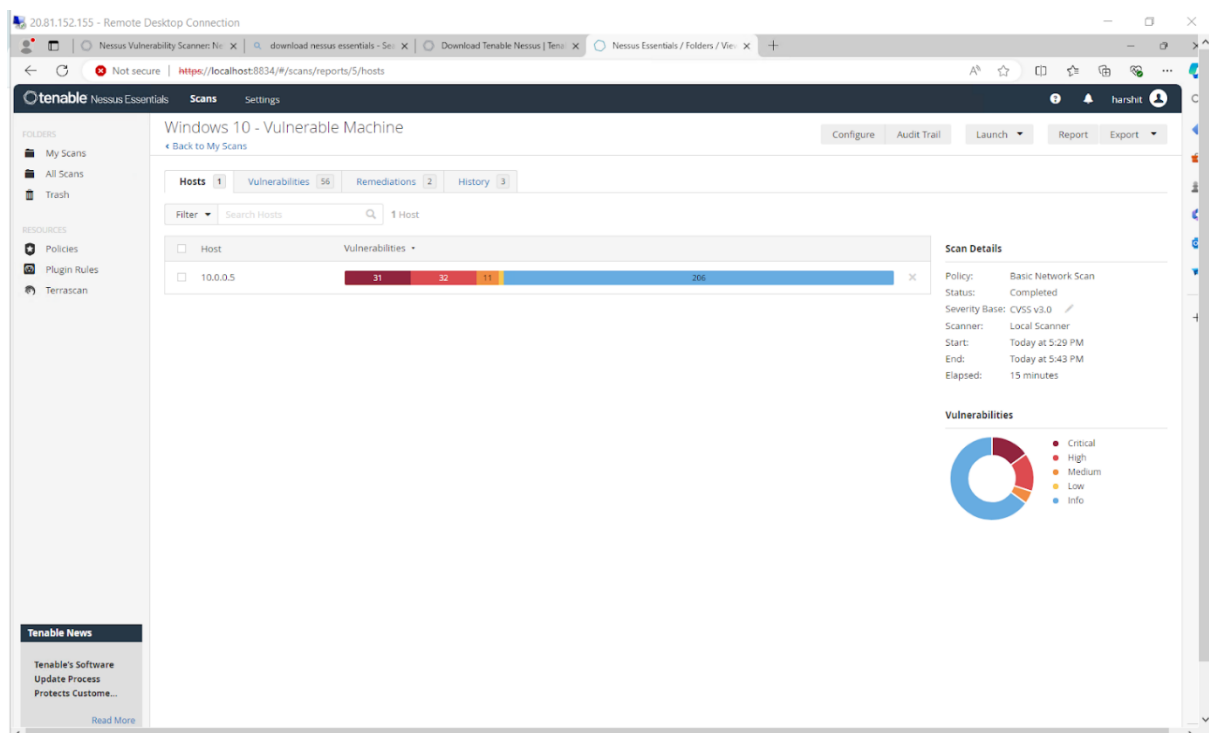 20.81.152.155 - Remote Desktop Connection
Nessus Vulnerability Scanner: Ne
download nessus essentials - Sea
Download Tenable Nessus | Tena
Nessus Essentials / Folders / View
Not secure
https://localhost:8834/#/scans/reports/5/hosts
tenable Nessus Essentials
Scans
Settings
harshit
FOLDERS
My Scans
All Scans
Trash
RESOURCES
Policies
Plugin Rules
Terrascan
Windows 10 - Vulnerable Machine
Back to My Scans
Configure
Audit Trail
Launch
Report
Export
Hosts 1
Vulnerabilities 56
Remediations 2
History 3
Filter
Search Hosts
1 Host
Host
Vulnerabilities
10.0.0.5
31
32
11
206
Scan Details
Policy: Basic Network Scan
Status: Completed
Severity Base: CVSS v3.0
Scanner: Local Scanner
Start: Today at 5:29 PM
End: Today at 5:43 PM
Elapsed: 15 minutes
Vulnerabilities
Critical
High
Medium
Low
Info
Tenable News
Tenable's Software
Update Process
Protects Custome...
Read More